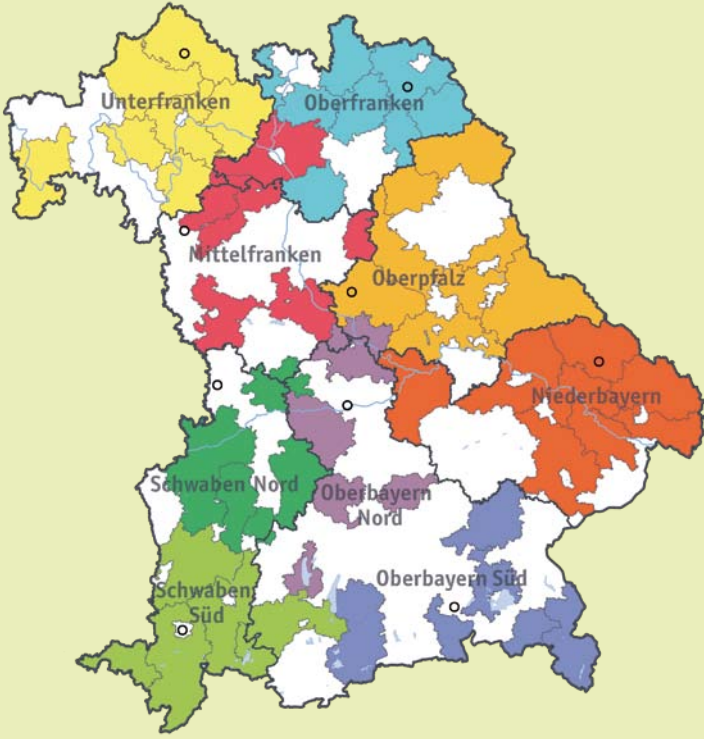 Unterfranken
Oberfranken
Mittelfranken
Oberpfalz
Niederbayern
Schwaben Nord
Oberbayern
Nord
Oberbayern Süd
Schwaben
Süd